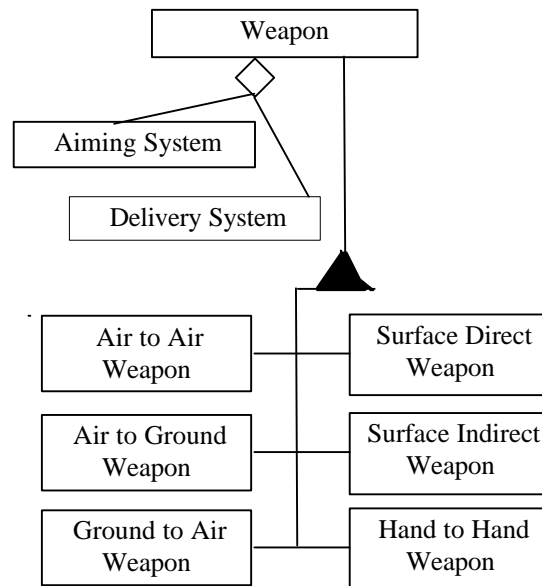 Weapon
Aiming System
Delivery System
Air to Air
Weapon
Surface Direct
Weapon
Air to Ground
Weapon
Surface Indirect
Weapon
Ground to Air
Weapon
Hand to Hand
Weapon